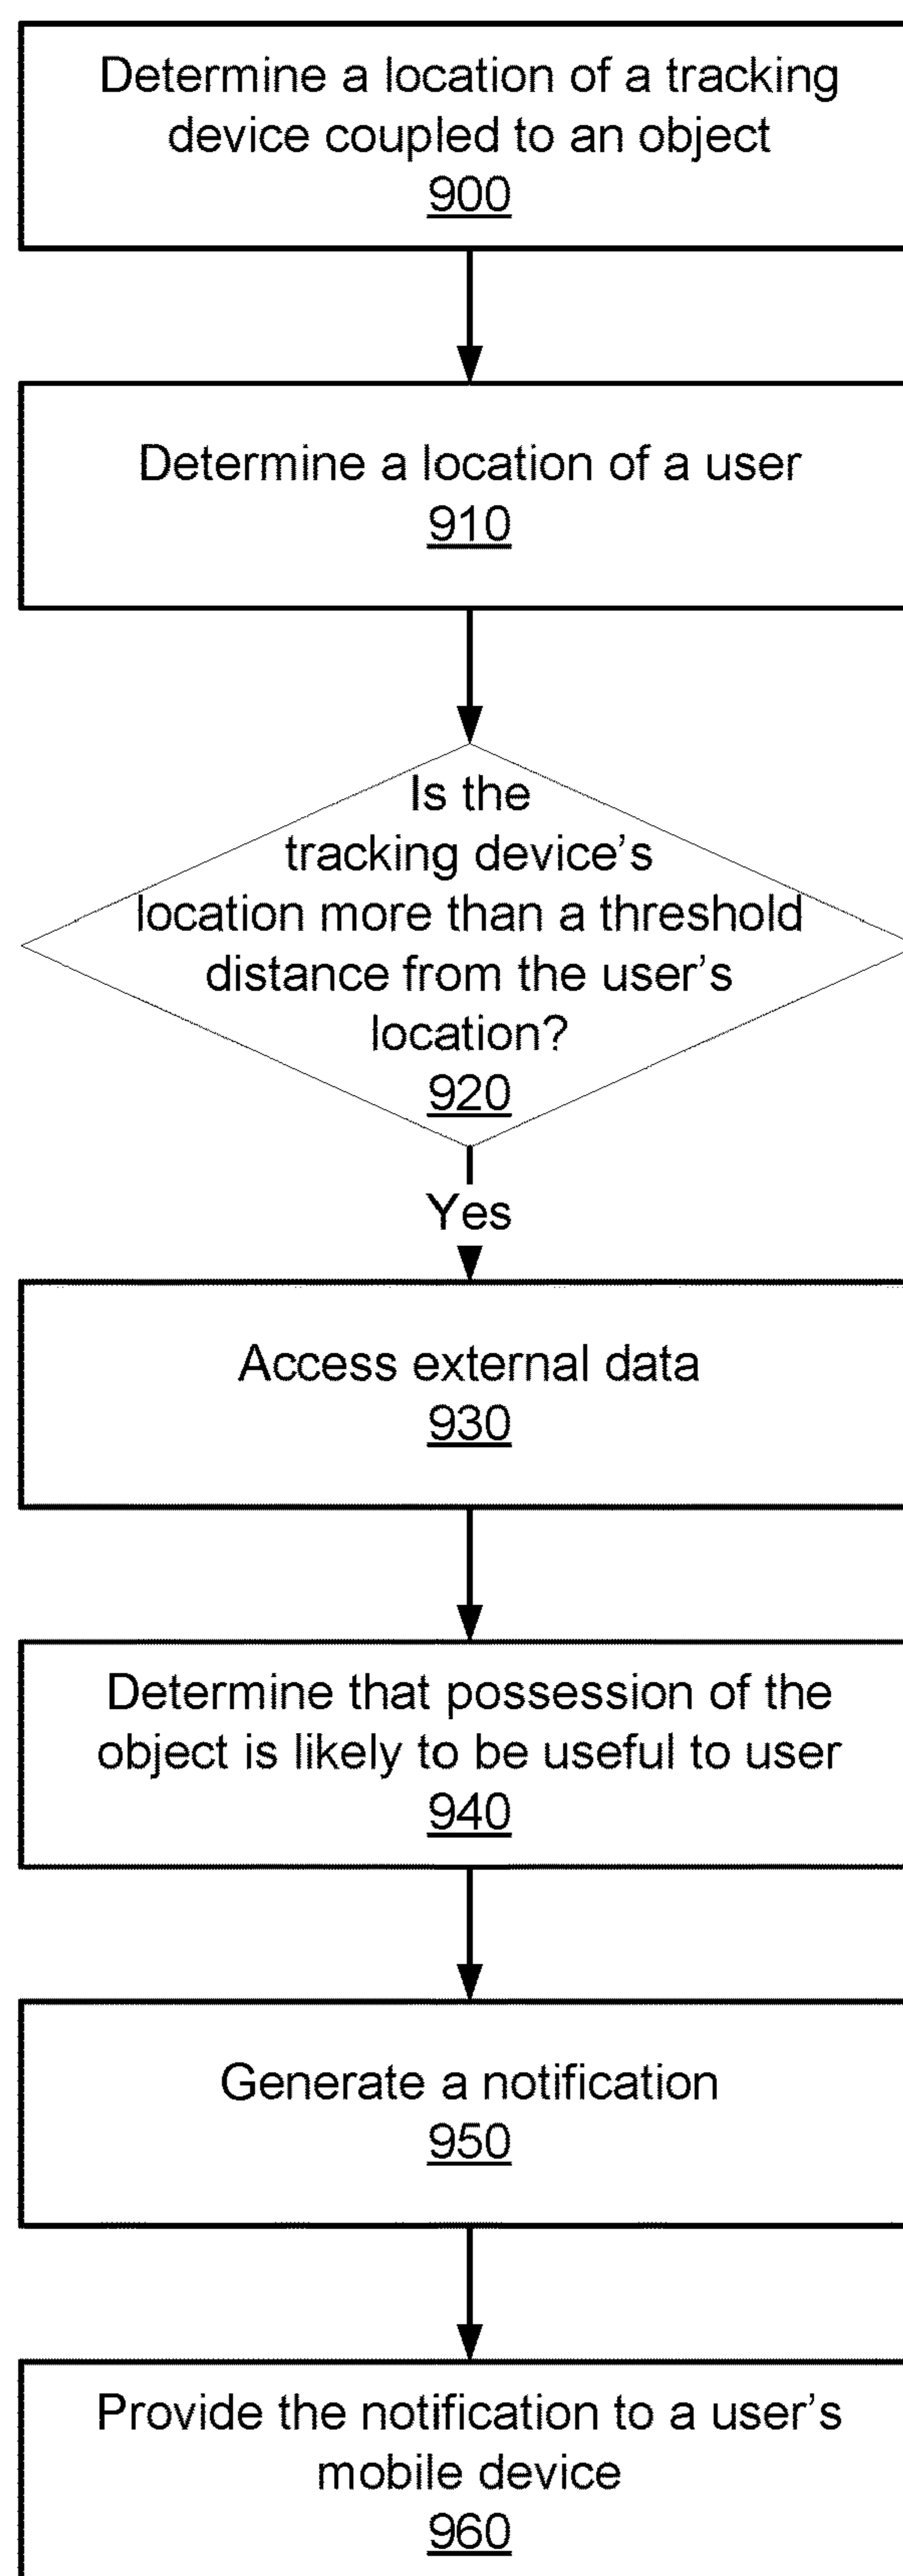 Determine a location of a tracking
device coupled to an object
900
Determine a location of a user
910
Is the
tracking device's
location more than a threshold
distance from the user's
location?
920
Yes
Access external data
930
Determine that possession of the
object is likely to be useful to user
940
Generate a notification
950
Provide the notification to a user's
mobile device
960